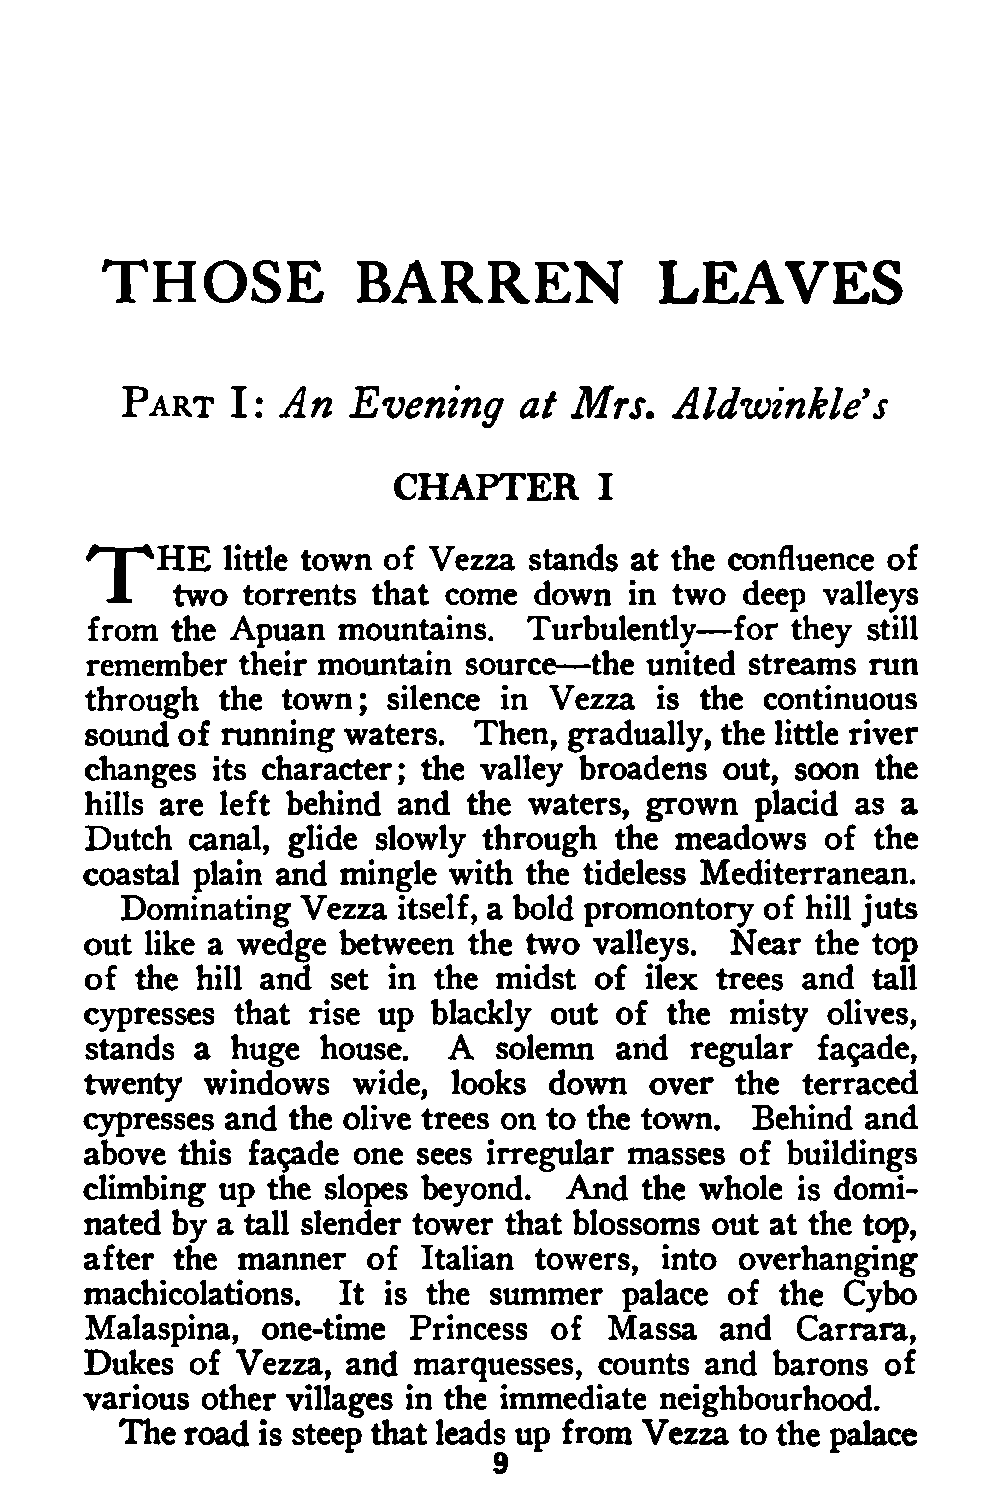 THOSE BARREN LEAVES
PART I: An Evening at Mrs. Aldwinkle's
CHAPTER I
THE little town of Vezza stands at the confluence of
two torrents that come down in two deep valleys
from the Apuan mountains. Turbulently—for they still
remember their mountain source—the united streams run
through the town; silence in Vezza is the continuous
sound of running waters. Then, gradually, the little river
changes its character; the valley broadens out, soon the
hills are left behind and the waters, grown placid as a
Dutch canal, glide slowly through the meadows of the
coastal plain and mingle with the tideless Mediterranean.
Dominating Vezza itself, a bold promontory of hill juts
out like a wedge between the two valleys. Near the top
of the hill and set in the midst of ilex trees and tall
cypresses that rise up blackly out of the misty olives,
stands a huge house. A solemn and regular façade,
twenty windows wide, looks down over the terraced
cypresses and the olive trees on to the town. Behind and
above this façade one sees irregular masses of buildings
climbing up the slopes beyond. And the whole is domi-
nated by a tall slender tower that blossoms out at the top,
after the manner of Italian towers, into overhanging
machicolations. It is the summer palace of the Cybo
Malaspina, one-time Princess of Massa and Carrara,
Dukes of Vezza, and marquesses, counts and barons of
various other villages in the immediate neighbourhood.
The road is steep that leads up from Vezza to the palace
9